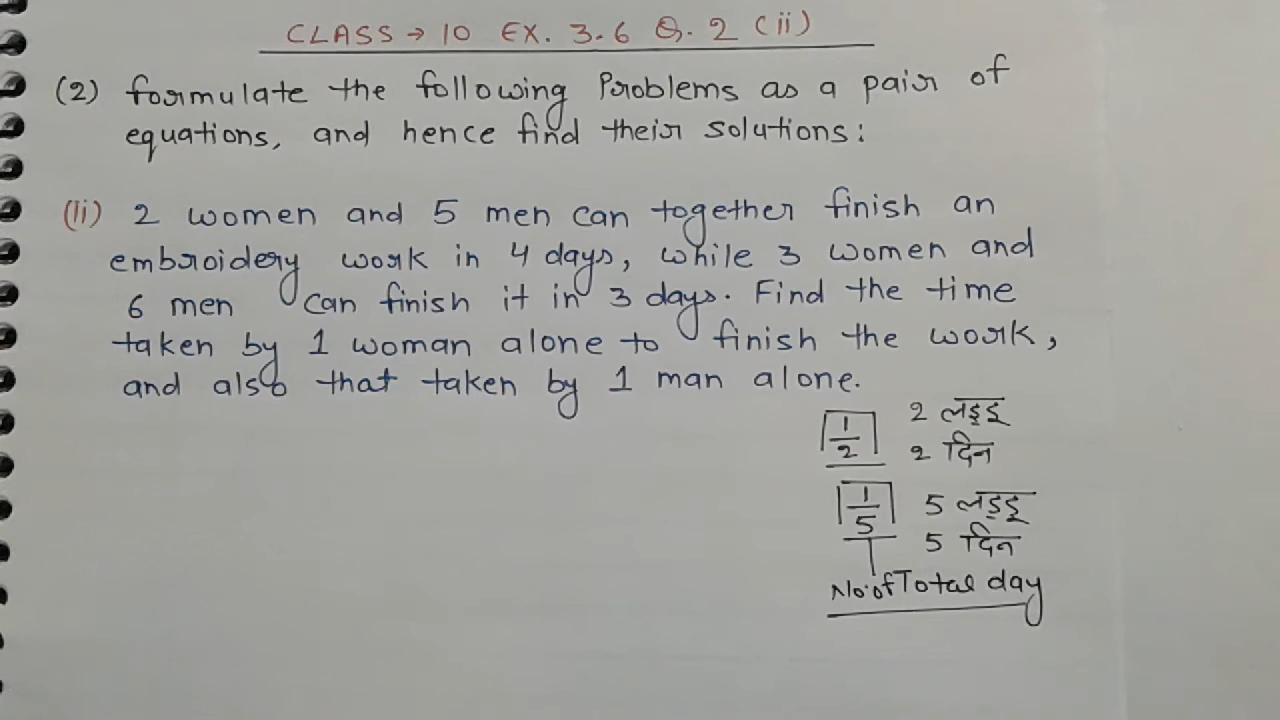 CLASS → 10 EX. 3.6 Q. 2 (ii)
(2) formulate the following Problems as a pair of
equations, and hence find their solutions:
(ii) 2 women and 5 men can together finish an
embroidery work in 4 days, while 3 women and
6 men can finish it in 3 days. Find the time
taken by 1 woman alone to finish the work,
and also that taken by 1 man alone.
1/2 2 लड्डू
2 दिन
1/5 5 लड्डू
5 दिन
No. of Total day